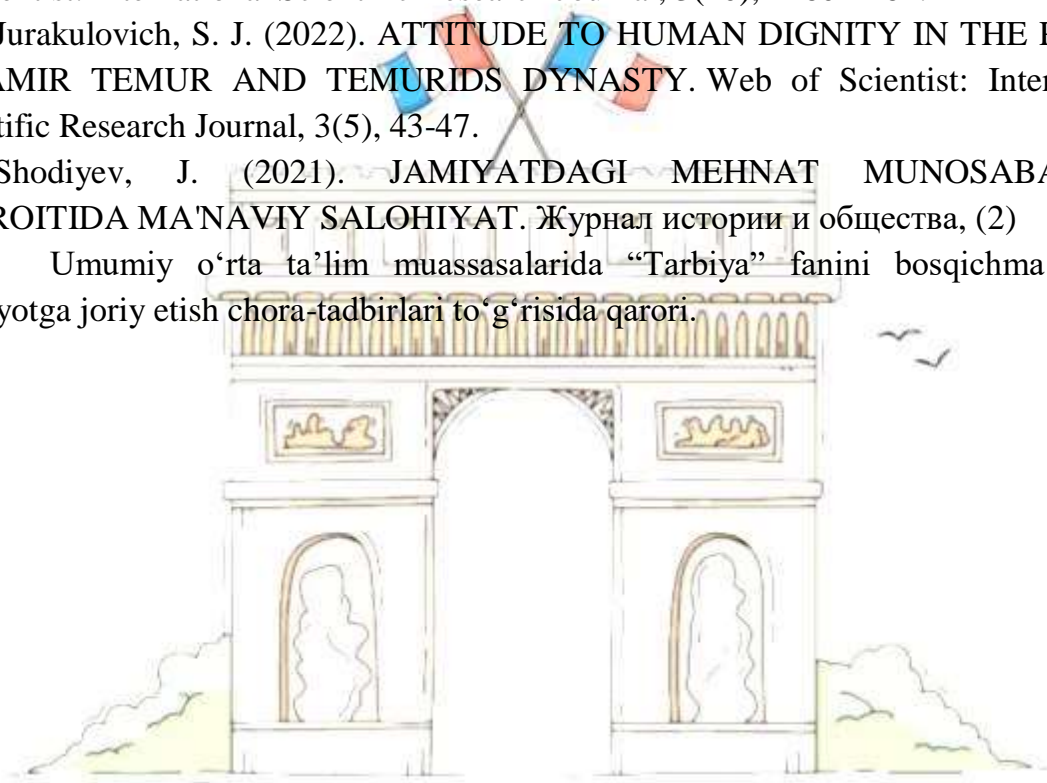 Jurakulovich, S. J. (2022). ATTITUDE TO HUMAN DIGNITY IN THE
AMIR TEMUR AND TEMURIDS DYNASTY. Web of Scientist:
tific Research Journal, 3(5), 43-47.
Shodiyev, J. (2021). JAMIYATDAGI MEHNAT
ROITIDA MA'NAVIY SALOHIYAT. Журнал истории и общества, (2)
Umumiy o‘rta ta’lim muassasalarida “Tarbiya” fanini bosqichma
yotga joriy etish chora-tadbirlari to‘g‘risida qarori.